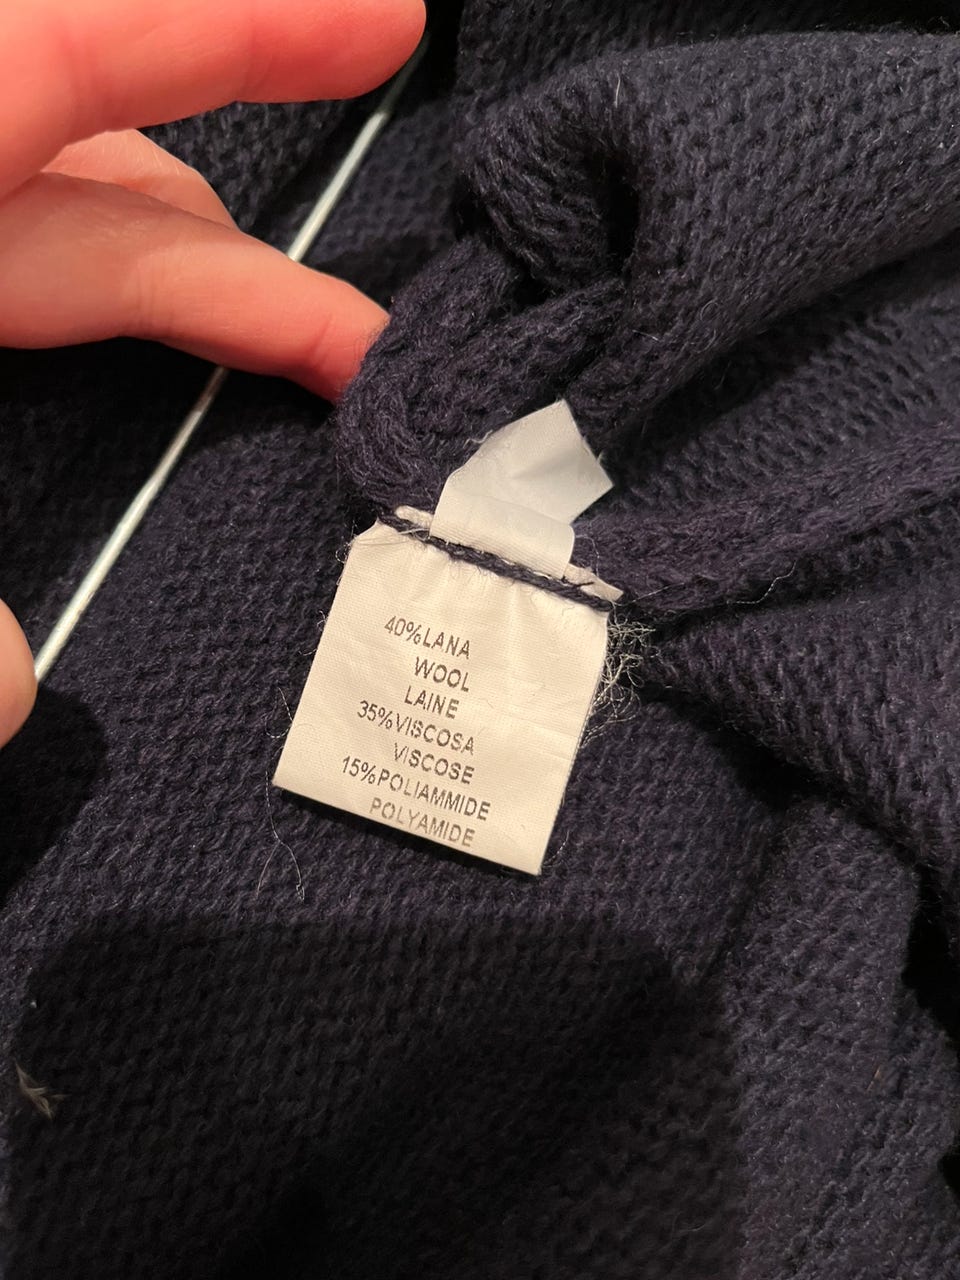 40%LANA
WOOL
LAINE
35%VISCOSA
VISCOSE
15%POLIAMMIDE
POLYAMIDE